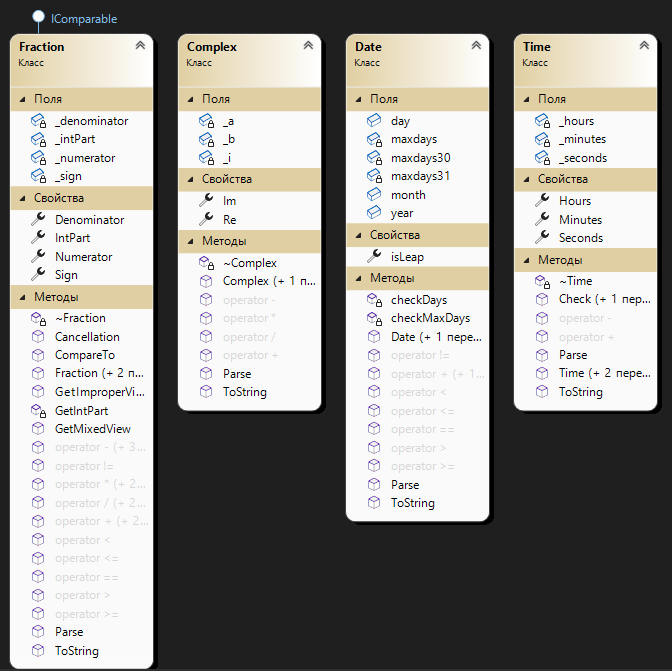 IComparable
Fraction
Класс
Поля
_denominator
_intPart
_numerator
_sign
Свойства
Denominator
IntPart
Numerator
Sign
Методы
~Fraction
Cancellation
CompareTo
Fraction (+ 2 п...
GetImproperVi...
GetIntPart
GetMixedView
operator - (+ 3...
operator !=
operator * (+ 2...
operator / (+ 2...
operator + (+ 2...
operator <
operator <=
operator ==
operator >
operator >=
Parse
ToString
Complex
Класс
Поля
_a
_b
_i
Свойства
Im
Re
Методы
~Complex
Complex (+ 1 п...
operator -
operator *
operator /
operator +
Parse
ToString
Date
Класс
Поля
day
maxdays
maxdays30
maxdays31
month
year
Свойства
isLeap
Методы
checkDays
checkMaxDays
Date (+ 1 пере...
operator !=
operator + (+ 1...
operator <
operator <=
operator ==
operator >
operator >=
Parse
ToString
Time
Класс
Поля
_hours
_minutes
_seconds
Свойства
Hours
Minutes
Seconds
Методы
~Time
Check (+ 1 пер...
operator -
operator +
Parse
Time (+ 2 пере...
ToString